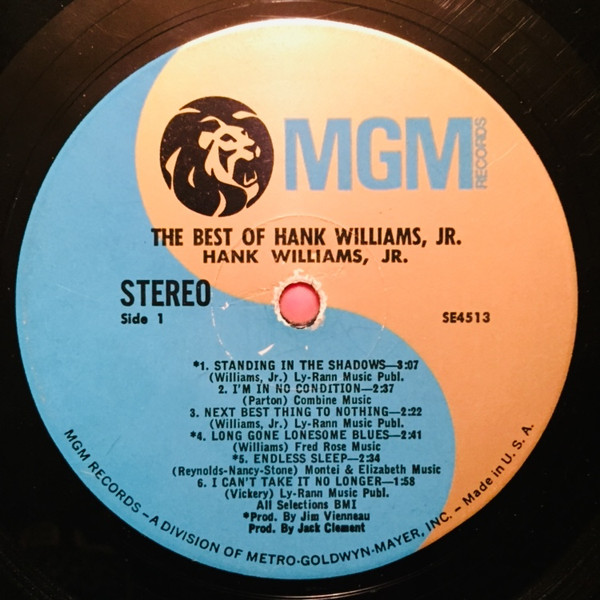 MGM RECORDS
THE BEST OF HANK WILLIAMS, JR.
HANK WILLIAMS, JR.
STEREO
Side 1
SE4513
*1. STANDING IN THE SHADOWS—3:07
(Williams, Jr.) Ly-Rann Music Publ.
2. I'M IN NO CONDITION—2:37
(Parton) Combine Music
3. NEXT BEST THING TO NOTHING—2:22
(Williams, Jr.) Ly-Rann Music Publ.
*4. LONG GONE LONESOME BLUES—2:41
(Williams) Fred Rose Music
*5. ENDLESS SLEEP—2:34
(Reynolds-Nancy-Stone) Montei & Elizabeth Music
6. I CAN'T TAKE IT NO LONGER—1:58
(Vickery) Ly-Rann Music Publ.
All Selections BMI
*Prod. By Jim Vienneau
Prod. By Jack Clement
MGM RECORDS – A DIVISION OF METRO-GOLDWYN-MAYER, INC. – Made in U. S. A.